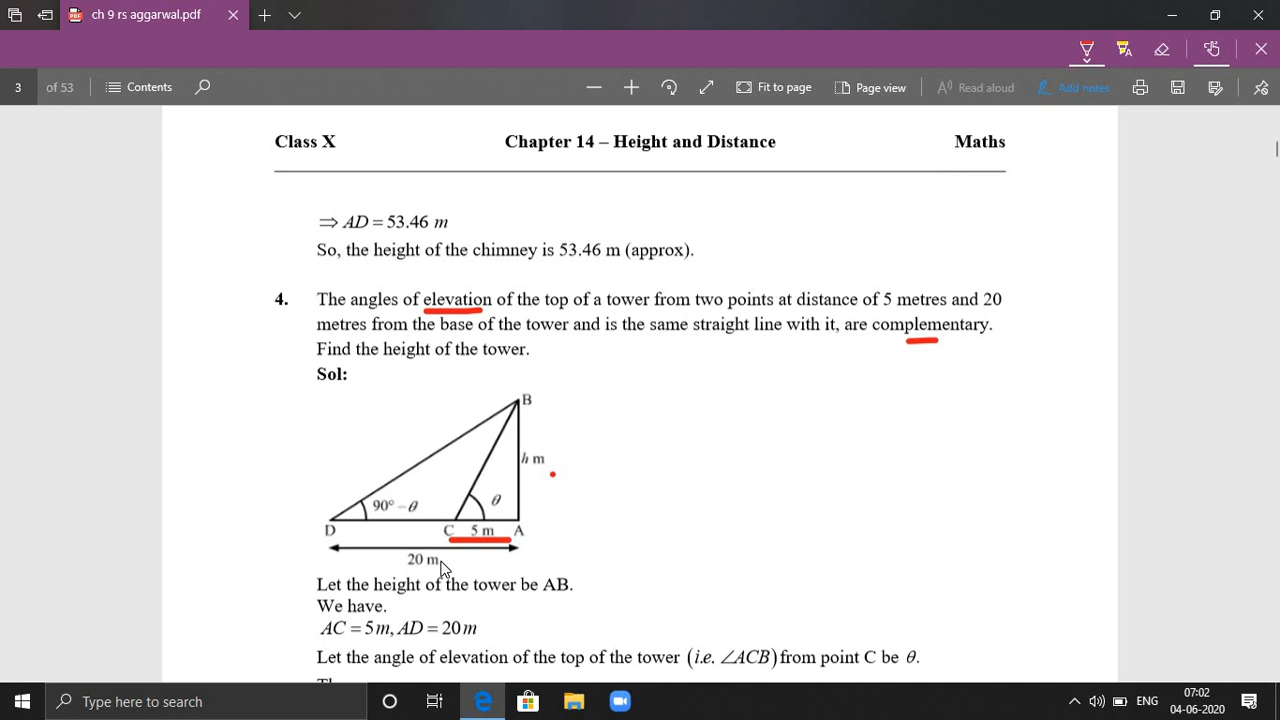 ch 9 rs aggarwal.pdf
3 of 53
Contents
Fit to page
Page view
Read aloud
Add notes
Class X Chapter 14 – Height and Distance Maths
⇒ AD = 53.46 m
So, the height of the chimney is 53.46 m (approx).
4. The angles of elevation of the top of a tower from two points at distance of 5 metres and 20
metres from the base of the tower and is the same straight line with it, are complementary.
Find the height of the tower.
Sol:
B
h m
90° – θ
θ
D C 5 m A
20 m
Let the height of the tower be AB.
We have.
AC = 5m, AD = 20m
Let the angle of elevation of the top of the tower (i.e. ∠ACB) from point C be θ.
Type here to search
ENG
07:02
04-06-2020